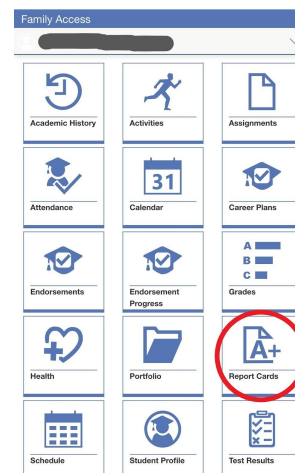 Family Access
Academic History
Activities
Assignments
Attendance
31
Calendar
Career Plans
Endorsements
Endorsement
Progress
A
B
C
Grades
Health
Portfolio
A+
Report Cards
Schedule
Student Profile
Test Results